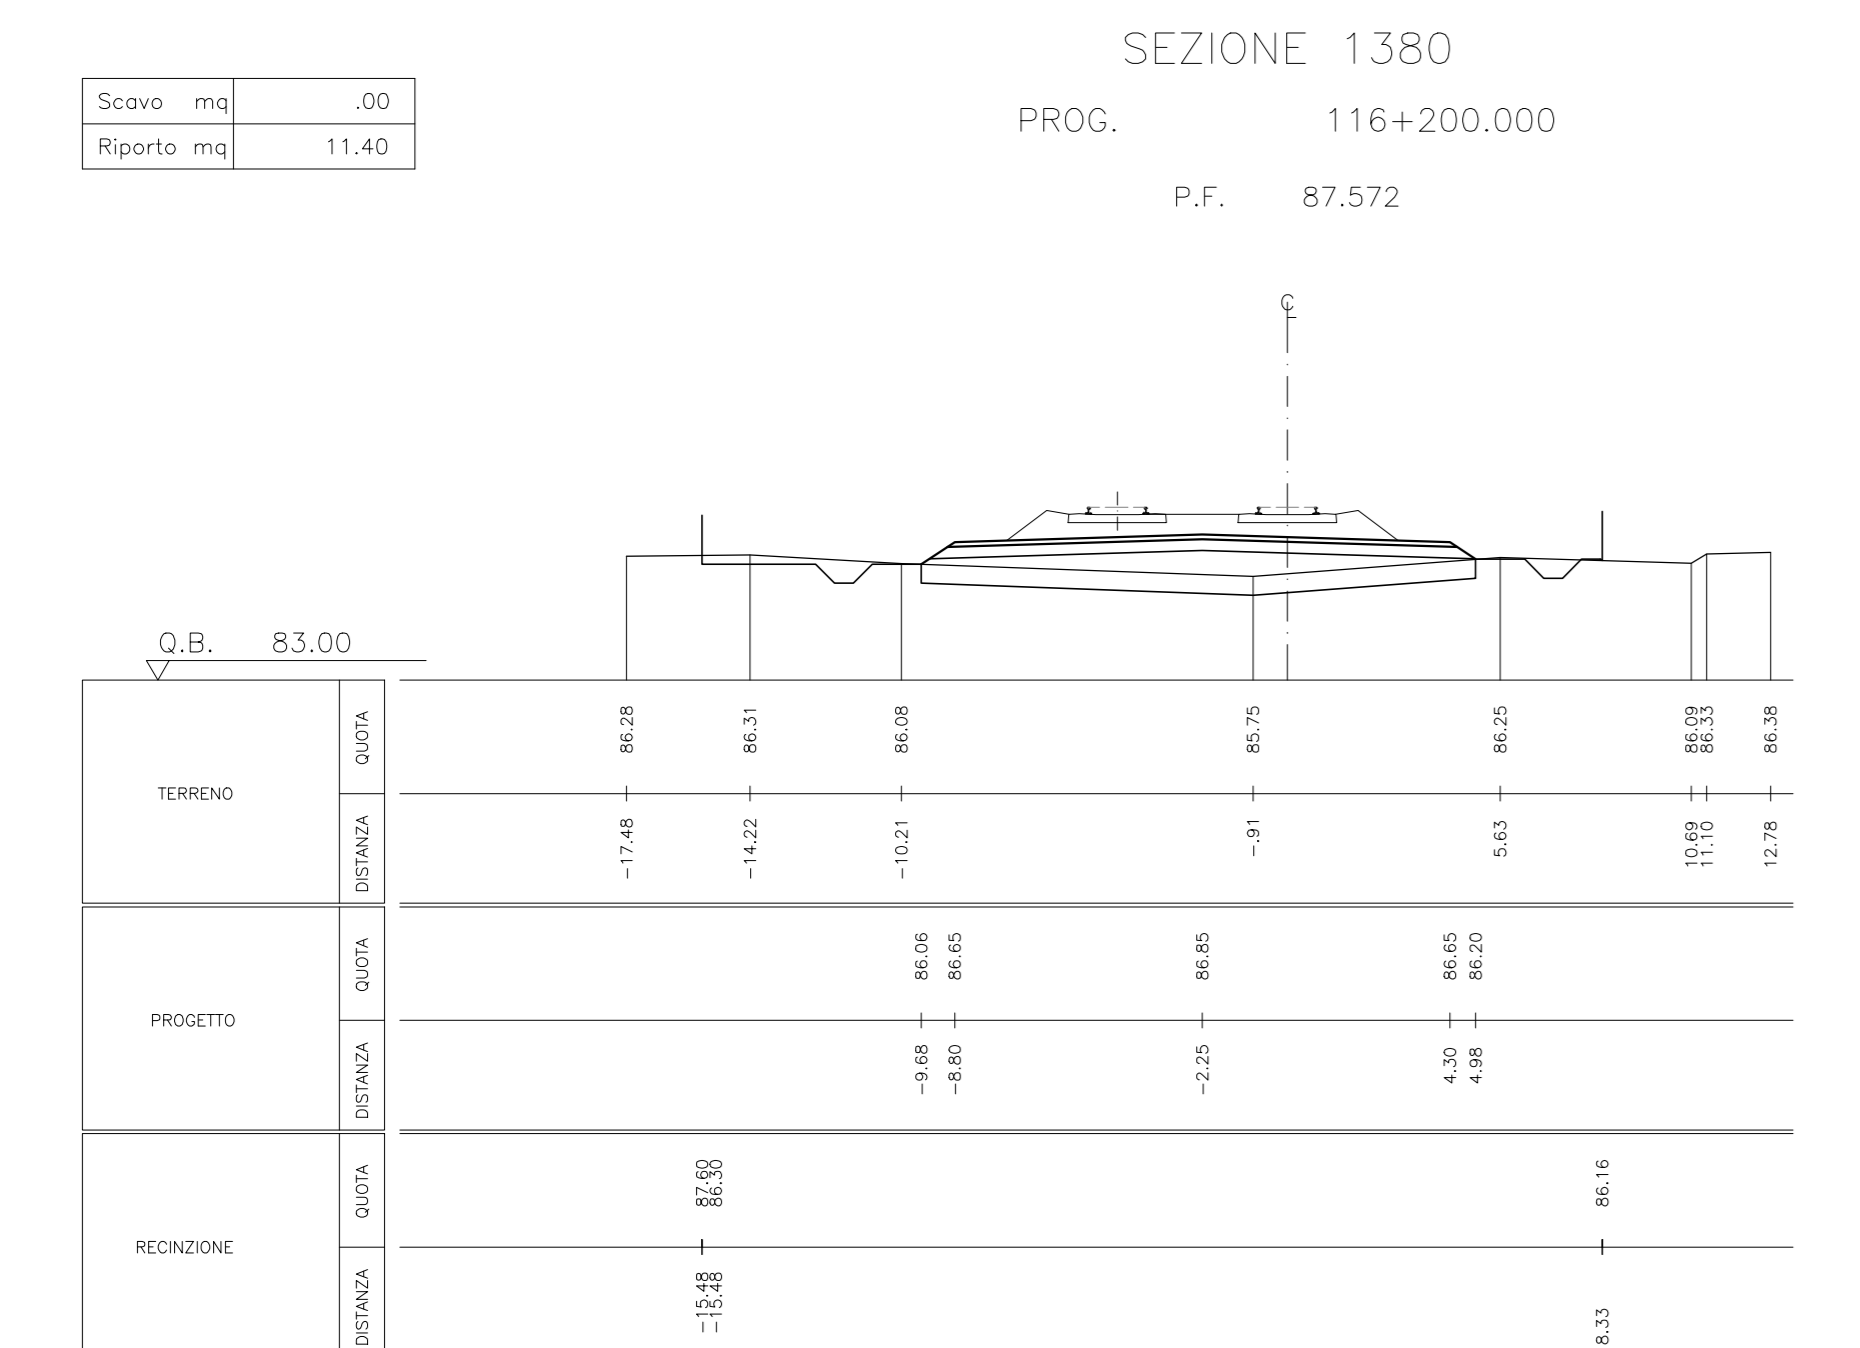 SEZIONE 1380
Scavo mq .00
PROG. 116+200.000
Riporto mq 11.40
P.F. 87.572
℄
Q.B. 83.00
TERRENO
QUOTA
86.28 86.31 86.08 85.75 86.25 86.09 86.33 86.38
DISTANZA
-17.48 -14.22 -10.21 -.91 5.63 10.69 11.10 12.78
PROGETTO
QUOTA
86.06 86.65 86.85 86.65 86.20
DISTANZA
-9.68 -8.80 -2.25 4.30 4.98
RECINZIONE
QUOTA
87.60 86.30 86.16
DISTANZA
-15.48 -15.48 8.33